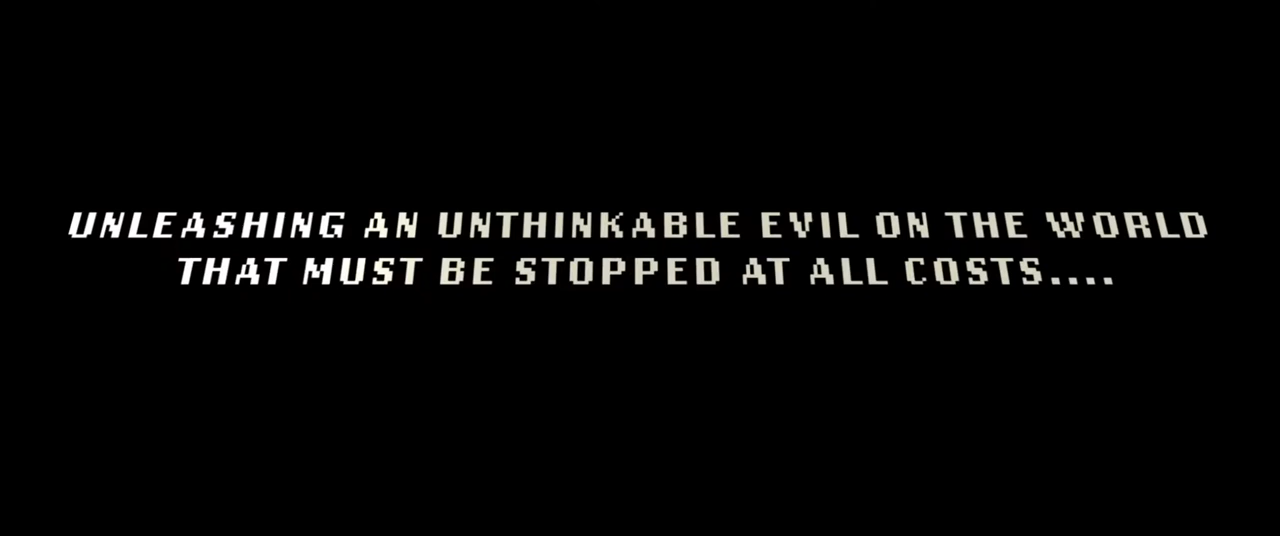 UNLEASHING AN UNTHINKABLE EVIL ON THE WORLD
THAT MUST BE STOPPED AT ALL COSTS....